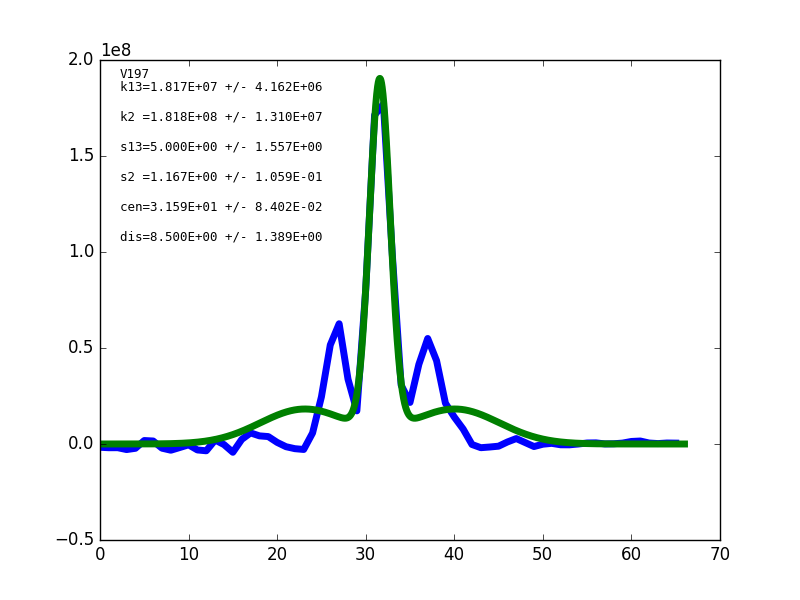 1e8
2.0
V197
k13=1.817E+07 +/- 4.162E+06
k2 =1.818E+08 +/- 1.310E+07
1.5
s13=5.000E+00 +/- 1.557E+00
s2 =1.167E+00 +/- 1.059E-01
cen=3.159E+01 +/- 8.402E-02
dis=8.500E+00 +/- 1.389E+00
1.0
0.5
0.0
−0.5
0 10 20 30 40 50 60 70